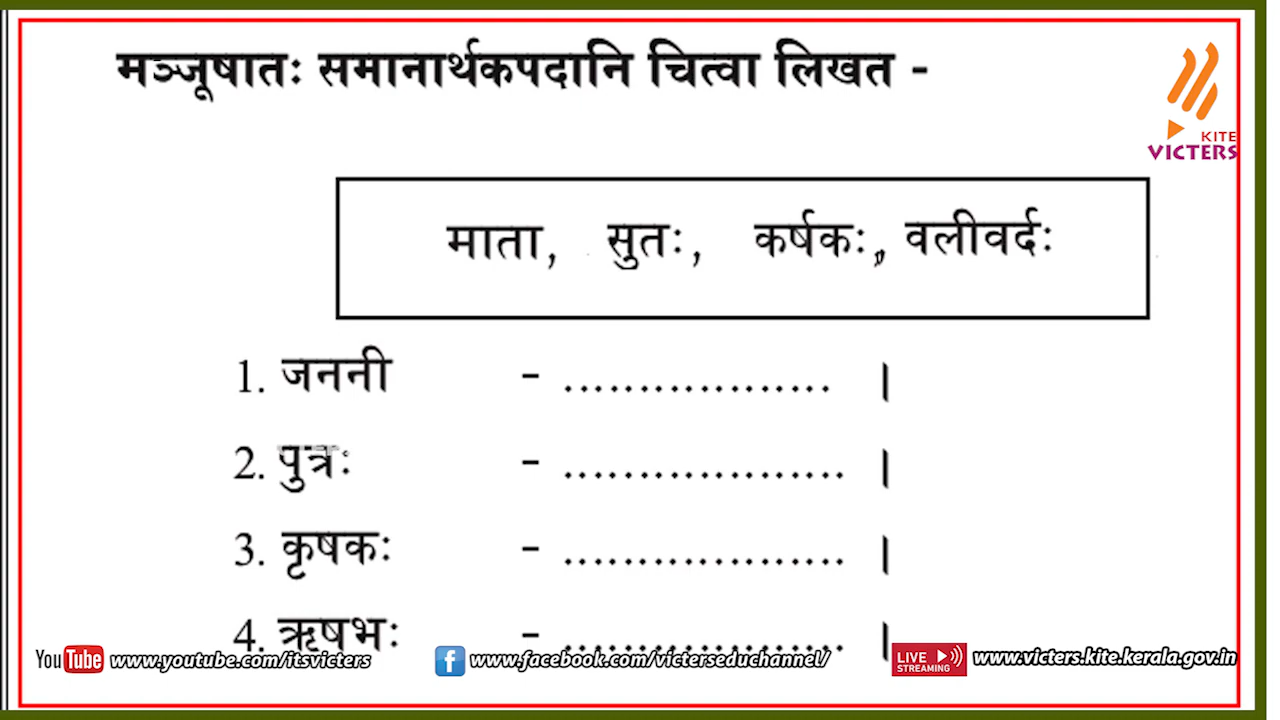 मञ्जूषातः समानार्थकपदानि चित्वा लिखत -
KITE
VICTERS
माता, सुतः, कर्षकः, वलीवर्दः
1. जननी - .................. |
2. पुत्रः - ................... |
3. कृषकः - ................... |
4. ऋषभः - ................... |
YouTube www.youtube.com/itsvicters f www.facebook.com/victerseduchannel/ LIVE STREAMING www.victers.kite.kerala.gov.in